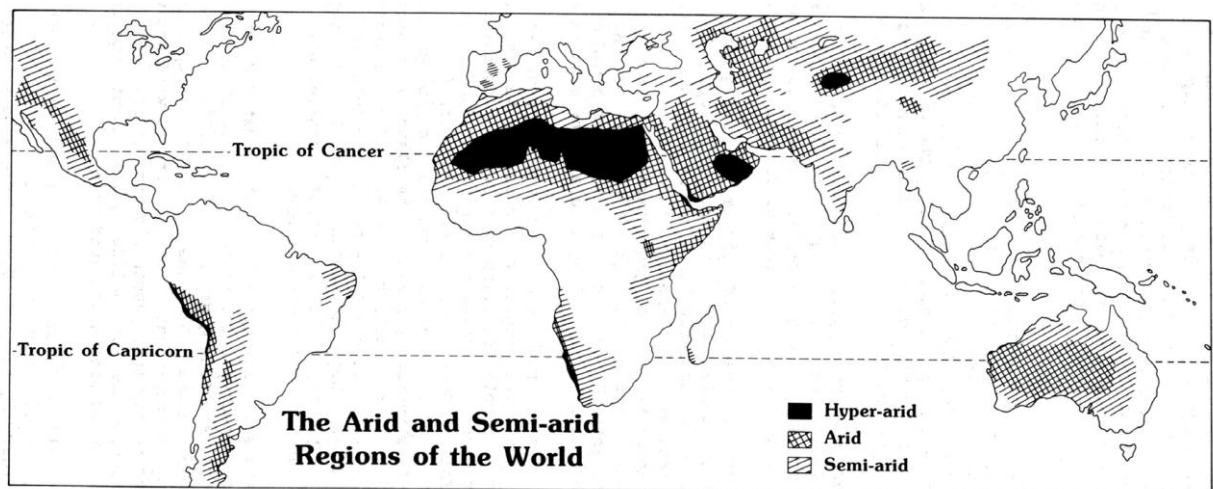 Tropic of Cancer
Tropic of Capricorn
The Arid and Semi-arid
Regions of the World
Hyper-arid
Arid
Semi-arid